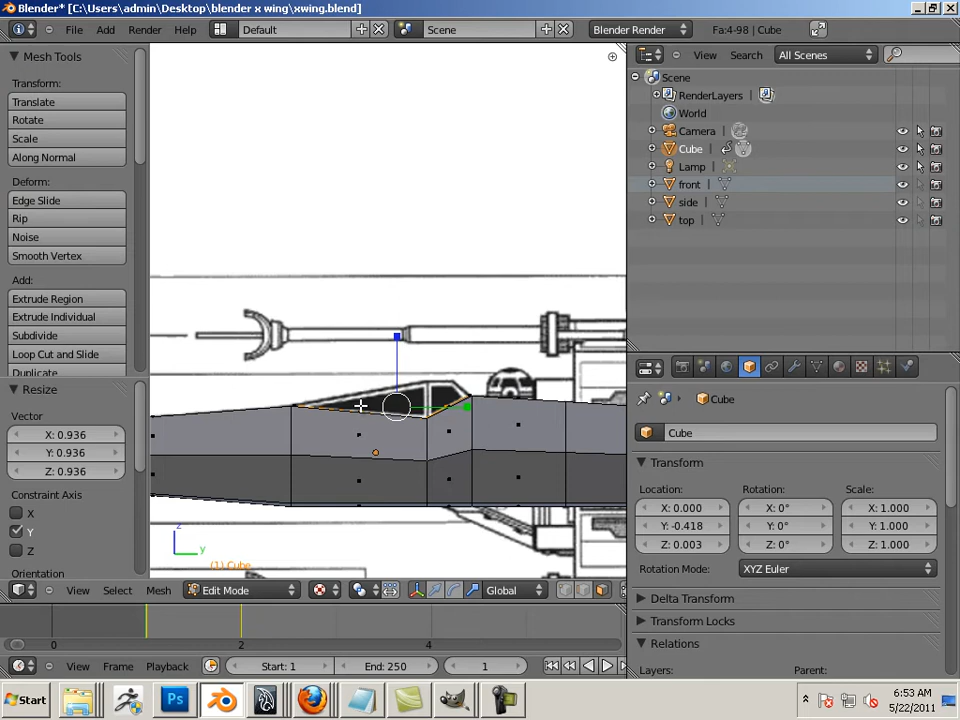 Blender* [C:\Users\admin\Desktop\blender x wing\xwing.blend]
File Add Render Help Default Scene Blender Render Fa:4-98 | Cube
Mesh Tools
Transform:
Translate
Rotate
Scale
Along Normal
Deform:
Edge Slide
Rip
Noise
Smooth Vertex
Add:
Extrude Region
Extrude Individual
Subdivide
Loop Cut and Slide
Duplicate
Resize
Vector
X: 0.936
Y: 0.936
Z: 0.936
Constraint Axis
X
Y
Z
Orientation
z
y
(1) Cube
View Select Mesh Edit Mode Global
0 2 4
View Frame Playback Start: 1 End: 250 1
View Search All Scenes
Scene
RenderLayers |
World
Camera |
Cube |
Lamp |
front |
side |
top |
Cube
Cube
Transform
Location: Rotation: Scale:
X: 0.000 X: 0° X: 1.000
Y: -0.418 Y: 0° Y: 1.000
Z: 0.003 Z: 0° Z: 1.000
Rotation Mode: XYZ Euler
Delta Transform
Transform Locks
Relations
Layers: Parent:
Start Ps 6:53 AM
5/22/2011